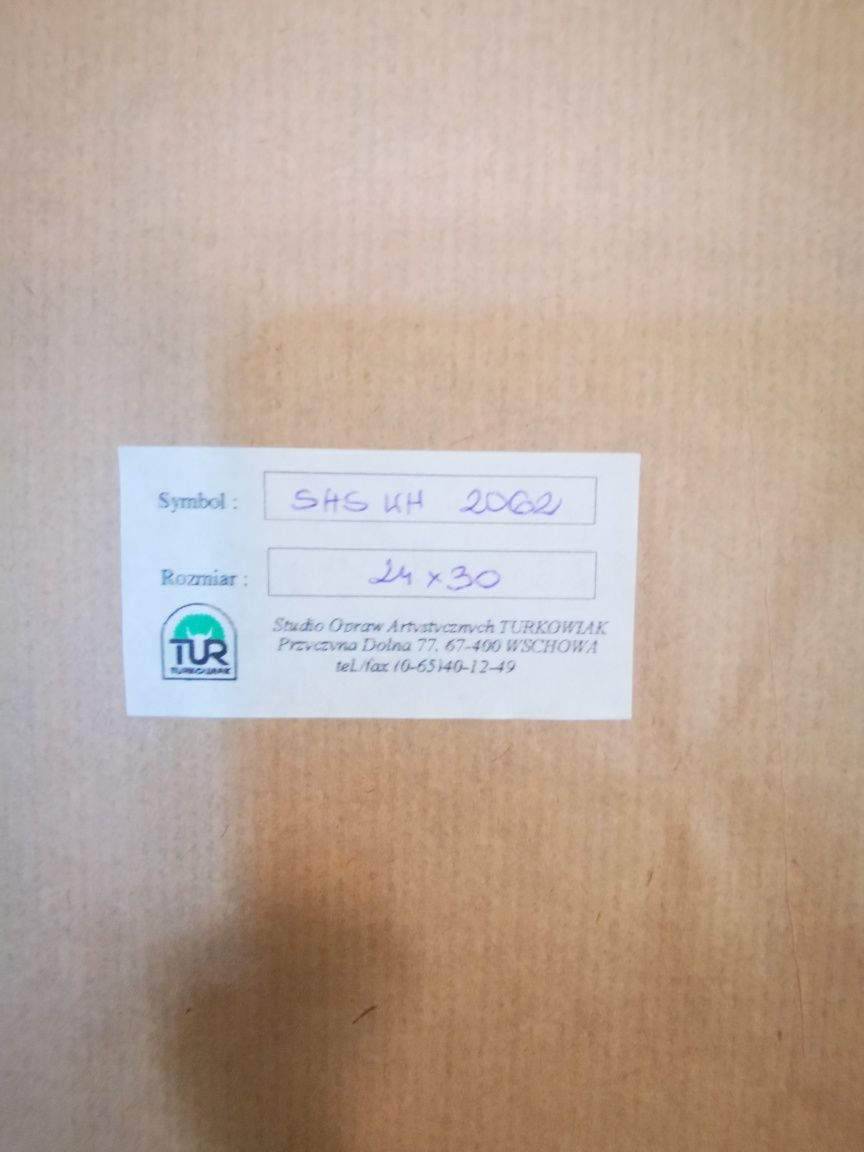 Symbol : SHS KH 2062
Rozmiar : 24 x 30
TUR
TURKOWIAK
Studio Opraw Artystycznych TURKOWIAK
Przyczyna Dolna 77, 67-400 WSCHOWA
tel./fax (0-65)40-12-49